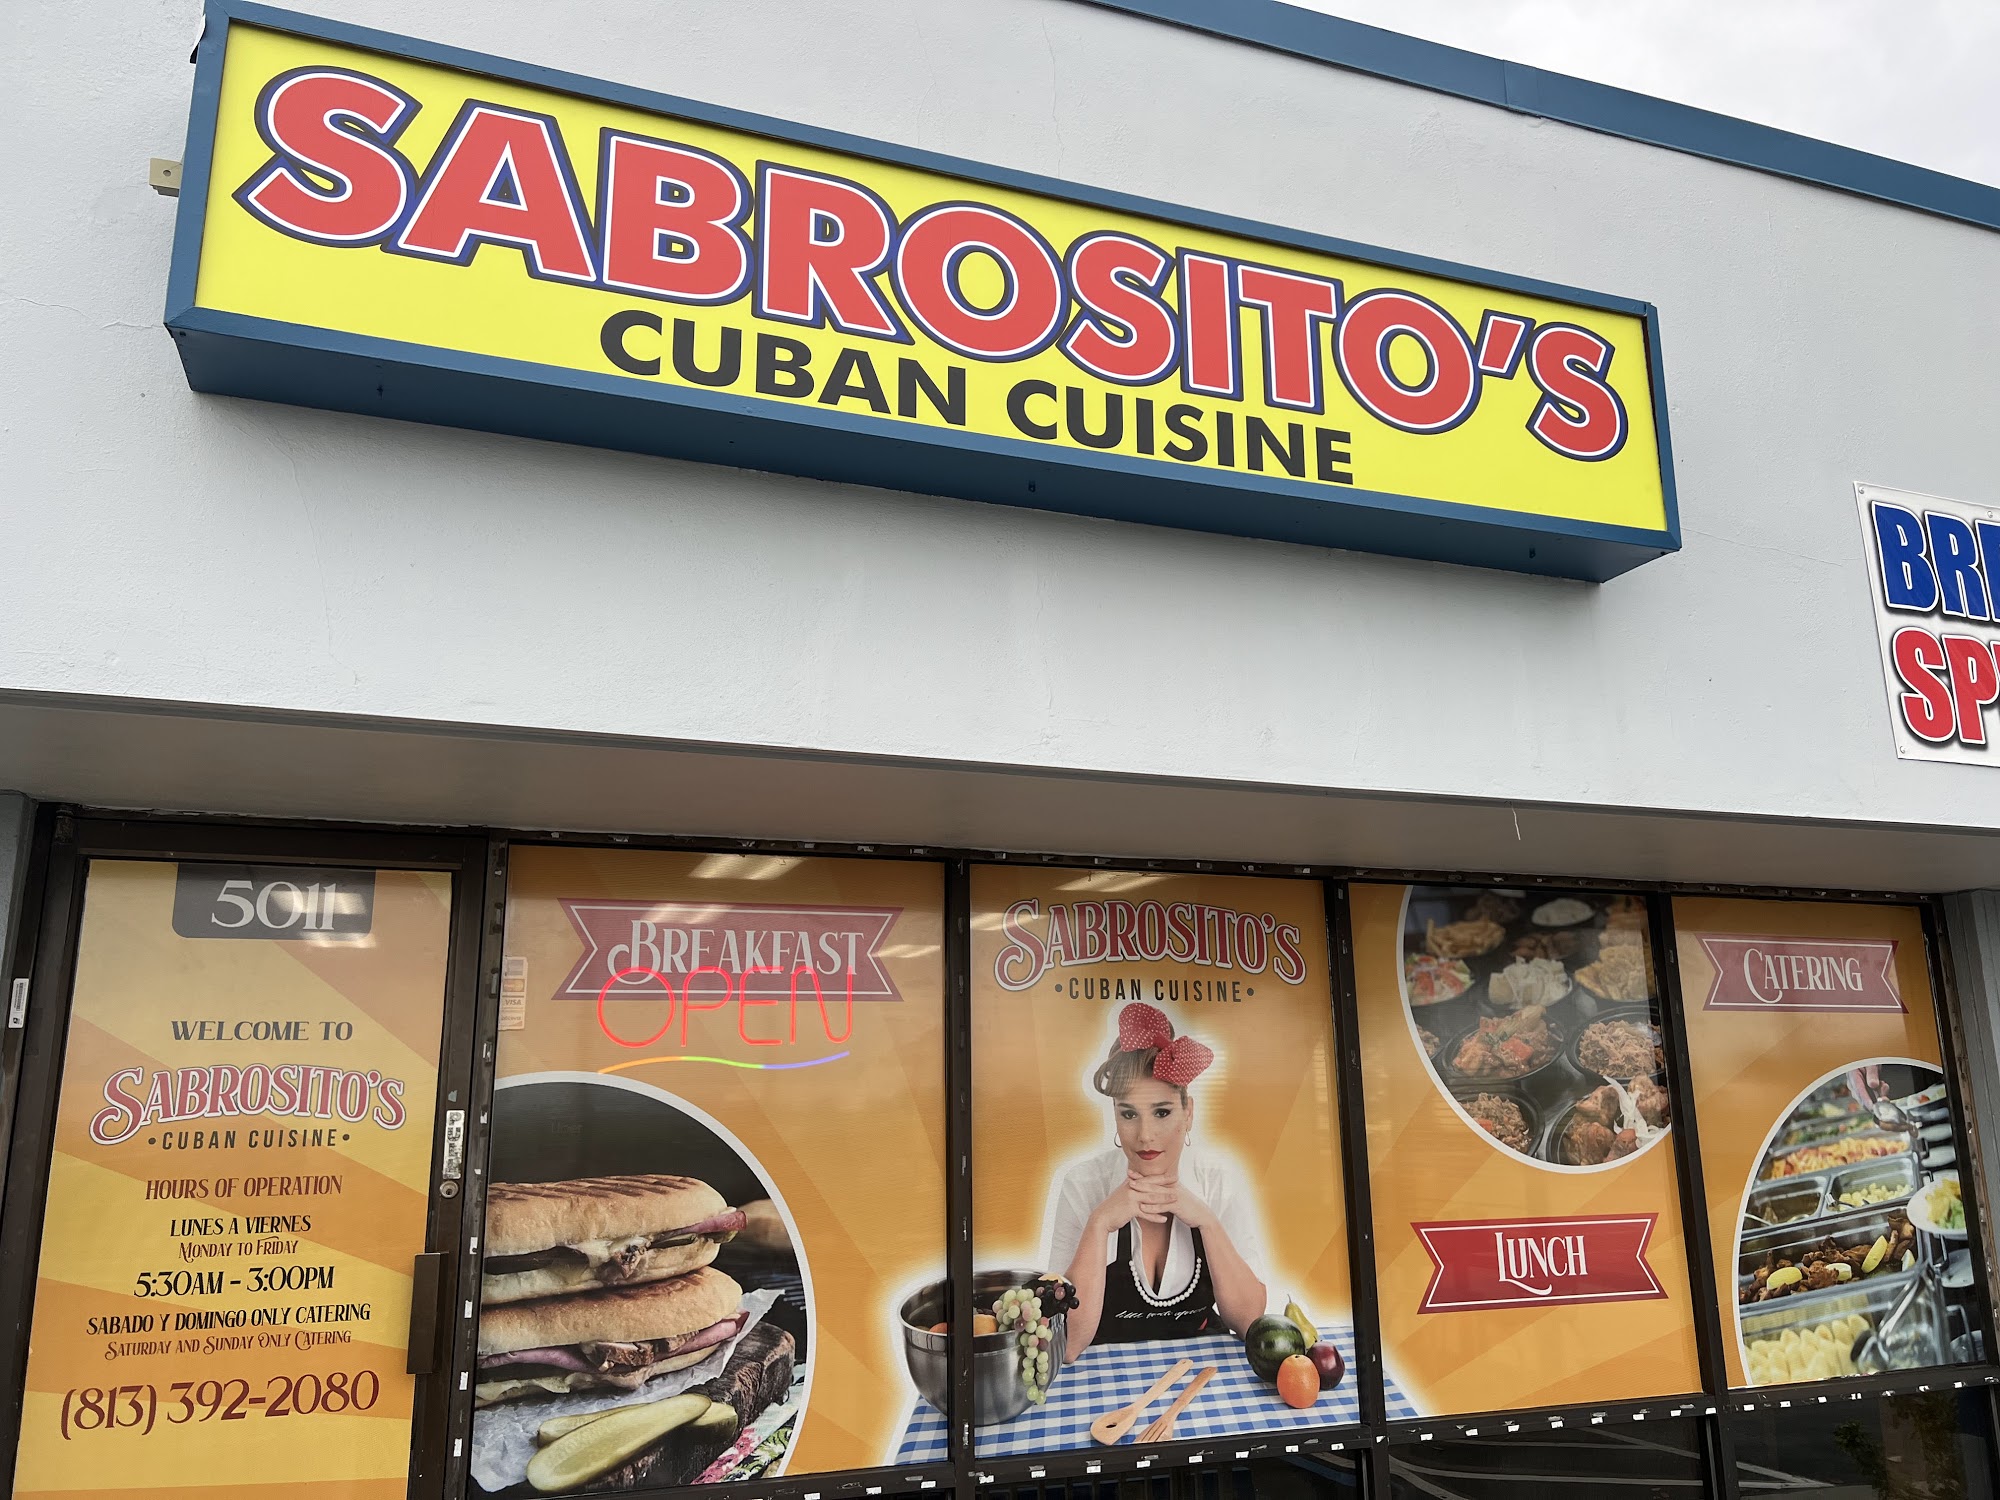 SABROSITO'S
CUBAN CUISINE
5011
WELCOME TO
SABROSITO'S
• CUBAN CUISINE •
HOURS OF OPERATION
LUNES A VIERNES
MONDAY TO FRIDAY
5:30AM - 3:00PM
SABADO Y DOMINGO ONLY CATERING
SATURDAY AND SUNDAY ONLY CATERING
(813) 392-2080
BREAKFAST
OPEN
VISA
SABROSITO'S
• CUBAN CUISINE •
LUNCH
CATERING